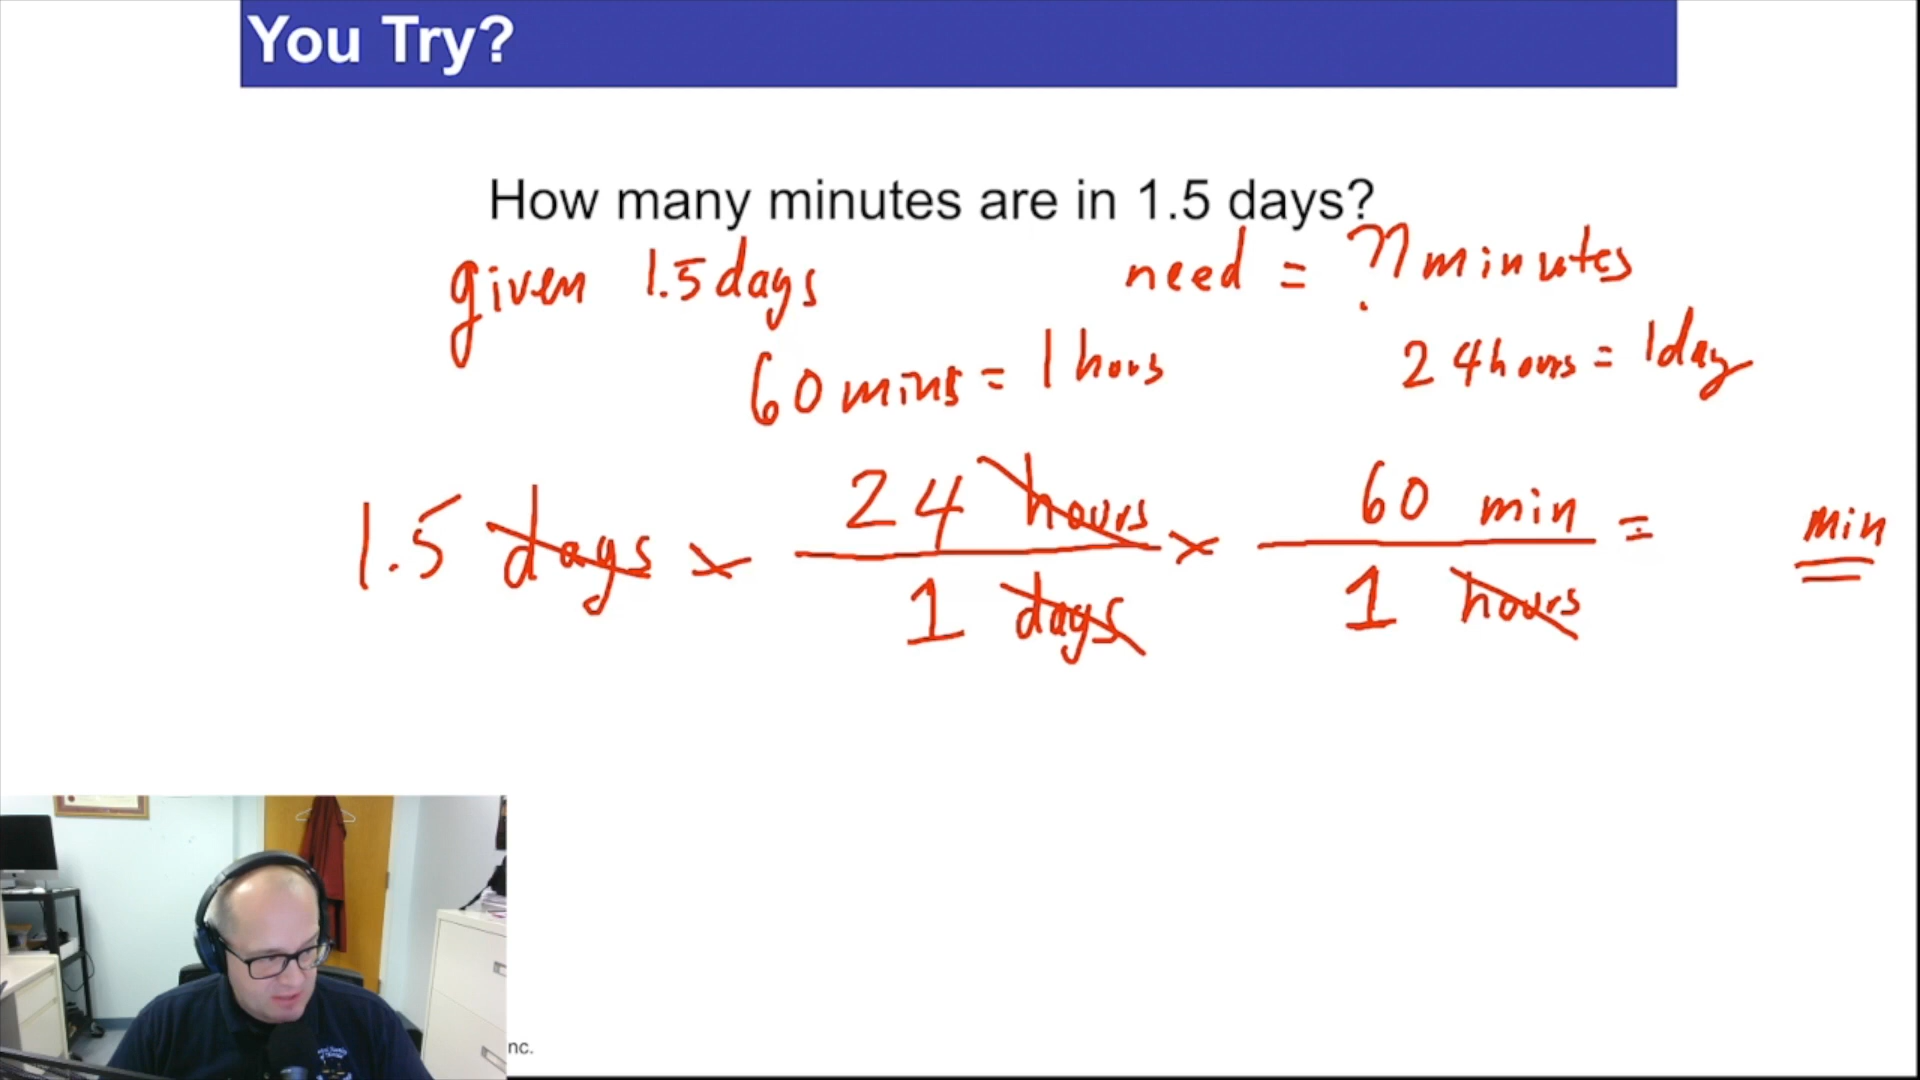 You Try?
How many minutes are in 1.5 days?
given 1.5 days
need = ?? minutes
60 mins = 1 hours
24 hours = 1 day
1.5 days × 24 hours / 1 days × 60 min / 1 hours = min
nc.